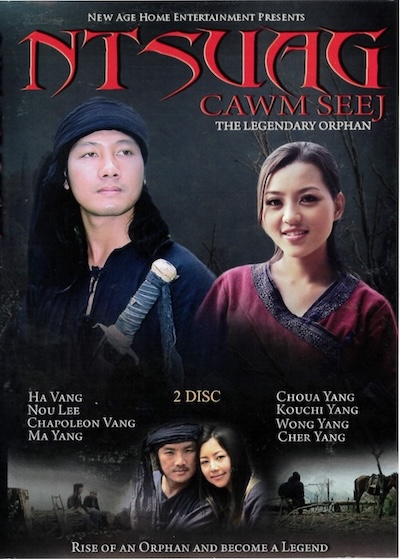 New Age Home Entertainment Presents
NTSUAG
CAWM SEEJ
THE LEGENDARY ORPHAN
Ha Vang
Nou Lee
Chapoleon Vang
Ma Yang
2 DISC
Choua Yang
Kouchi Yang
Wong Yang
Cher Yang
Rise of an Orphan and become a Legend